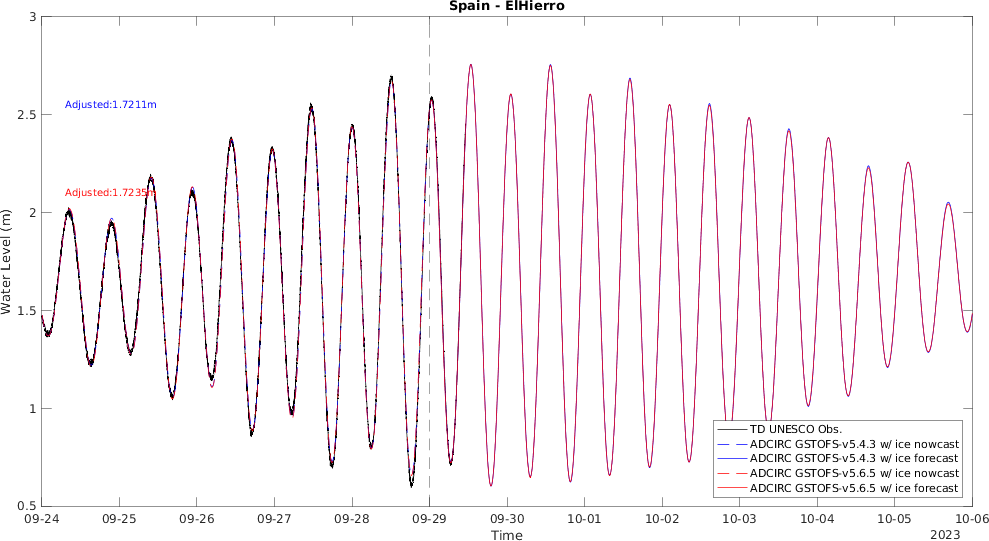 Spain - ElHierro
3
2.5
2
1.5
1
0.5
Water Level (m)
Adjusted:1.7211m
Adjusted:1.7235m
TD UNESCO Obs.
ADCIRC GSTOFS-v5.4.3 w/ ice nowcast
ADCIRC GSTOFS-v5.4.3 w/ ice forecast
ADCIRC GSTOFS-v5.6.5 w/ ice nowcast
ADCIRC GSTOFS-v5.6.5 w/ ice forecast
09-24 09-25 09-26 09-27 09-28 09-29 09-30 10-01 10-02 10-03 10-04 10-05 10-06
Time
2023